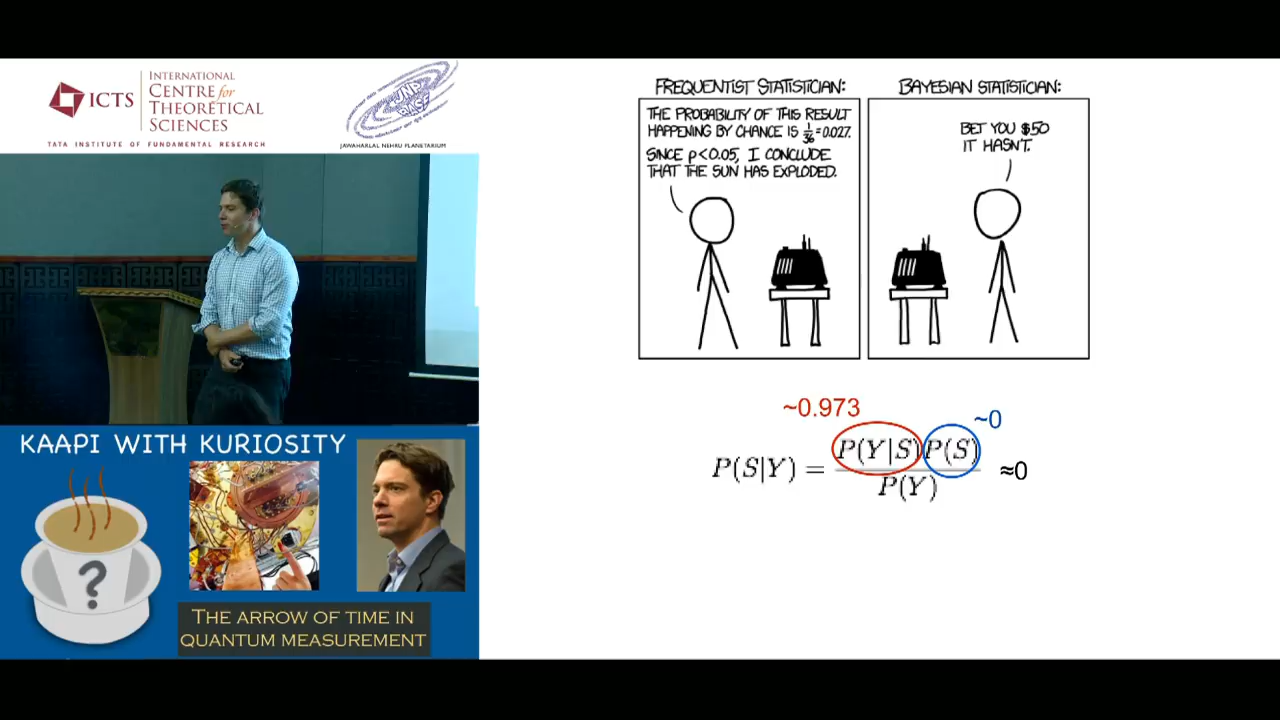 ICTS
INTERNATIONAL
CENTRE for
THEORETICAL
SCIENCES
TATA INSTITUTE OF FUNDAMENTAL RESEARCH
JNP
BASE
JAWAHARLAL NEHRU PLANETARIUM
KAAPI WITH KURIOSITY
?
THE ARROW OF TIME IN
QUANTUM MEASUREMENT
FREQUENTIST STATISTICIAN:
THE PROBABILITY OF THIS RESULT
HAPPENING BY CHANCE IS 1/36 = 0.027.
SINCE p<0.05, I CONCLUDE
THAT THE SUN HAS EXPLODED.
BAYESIAN STATISTICIAN:
BET YOU $50
IT HASN'T.
~0.973
~0
P(S|Y) = P(Y|S)P(S) / P(Y) ≈0